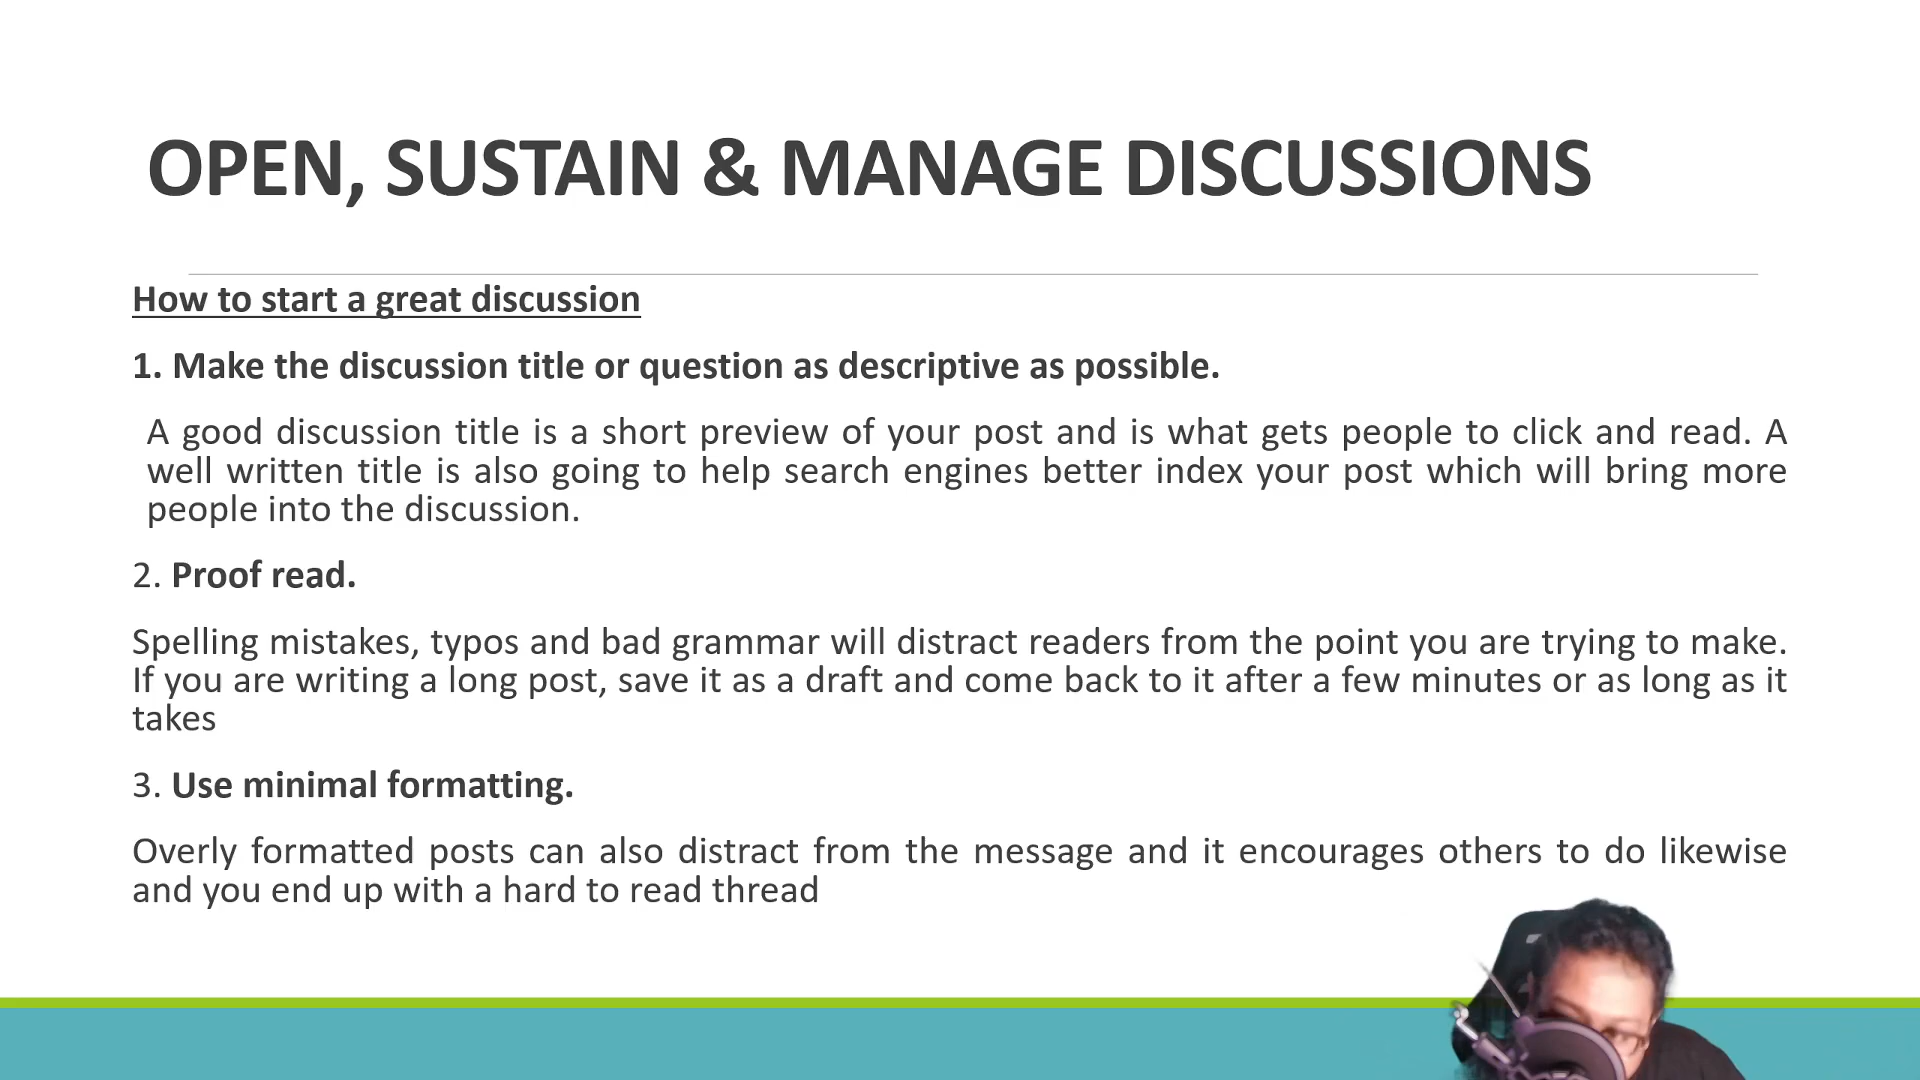 OPEN, SUSTAIN & MANAGE DISCUSSIONS
How to start a great discussion
1. Make the discussion title or question as descriptive as possible.
A good discussion title is a short preview of your post and is what gets people to click and read. A
well written title is also going to help search engines better index your post which will bring more
people into the discussion.
2. Proof read.
Spelling mistakes, typos and bad grammar will distract readers from the point you are trying to make.
If you are writing a long post, save it as a draft and come back to it after a few minutes or as long as it
takes
3. Use minimal formatting.
Overly formatted posts can also distract from the message and it encourages others to do likewise
and you end up with a hard to read thread